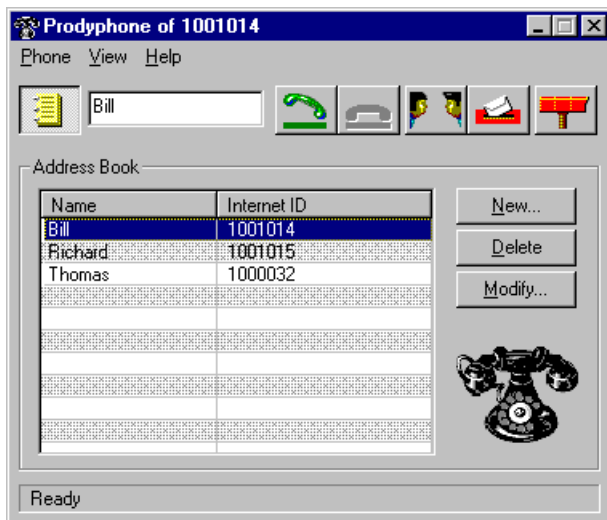 Prodyphone of 1001014
Phone View Help
Bill
Address Book
Name Internet ID
Bill 1001014
Richard 1001015
Thomas 1000032
New...
Delete
Modify...
Ready